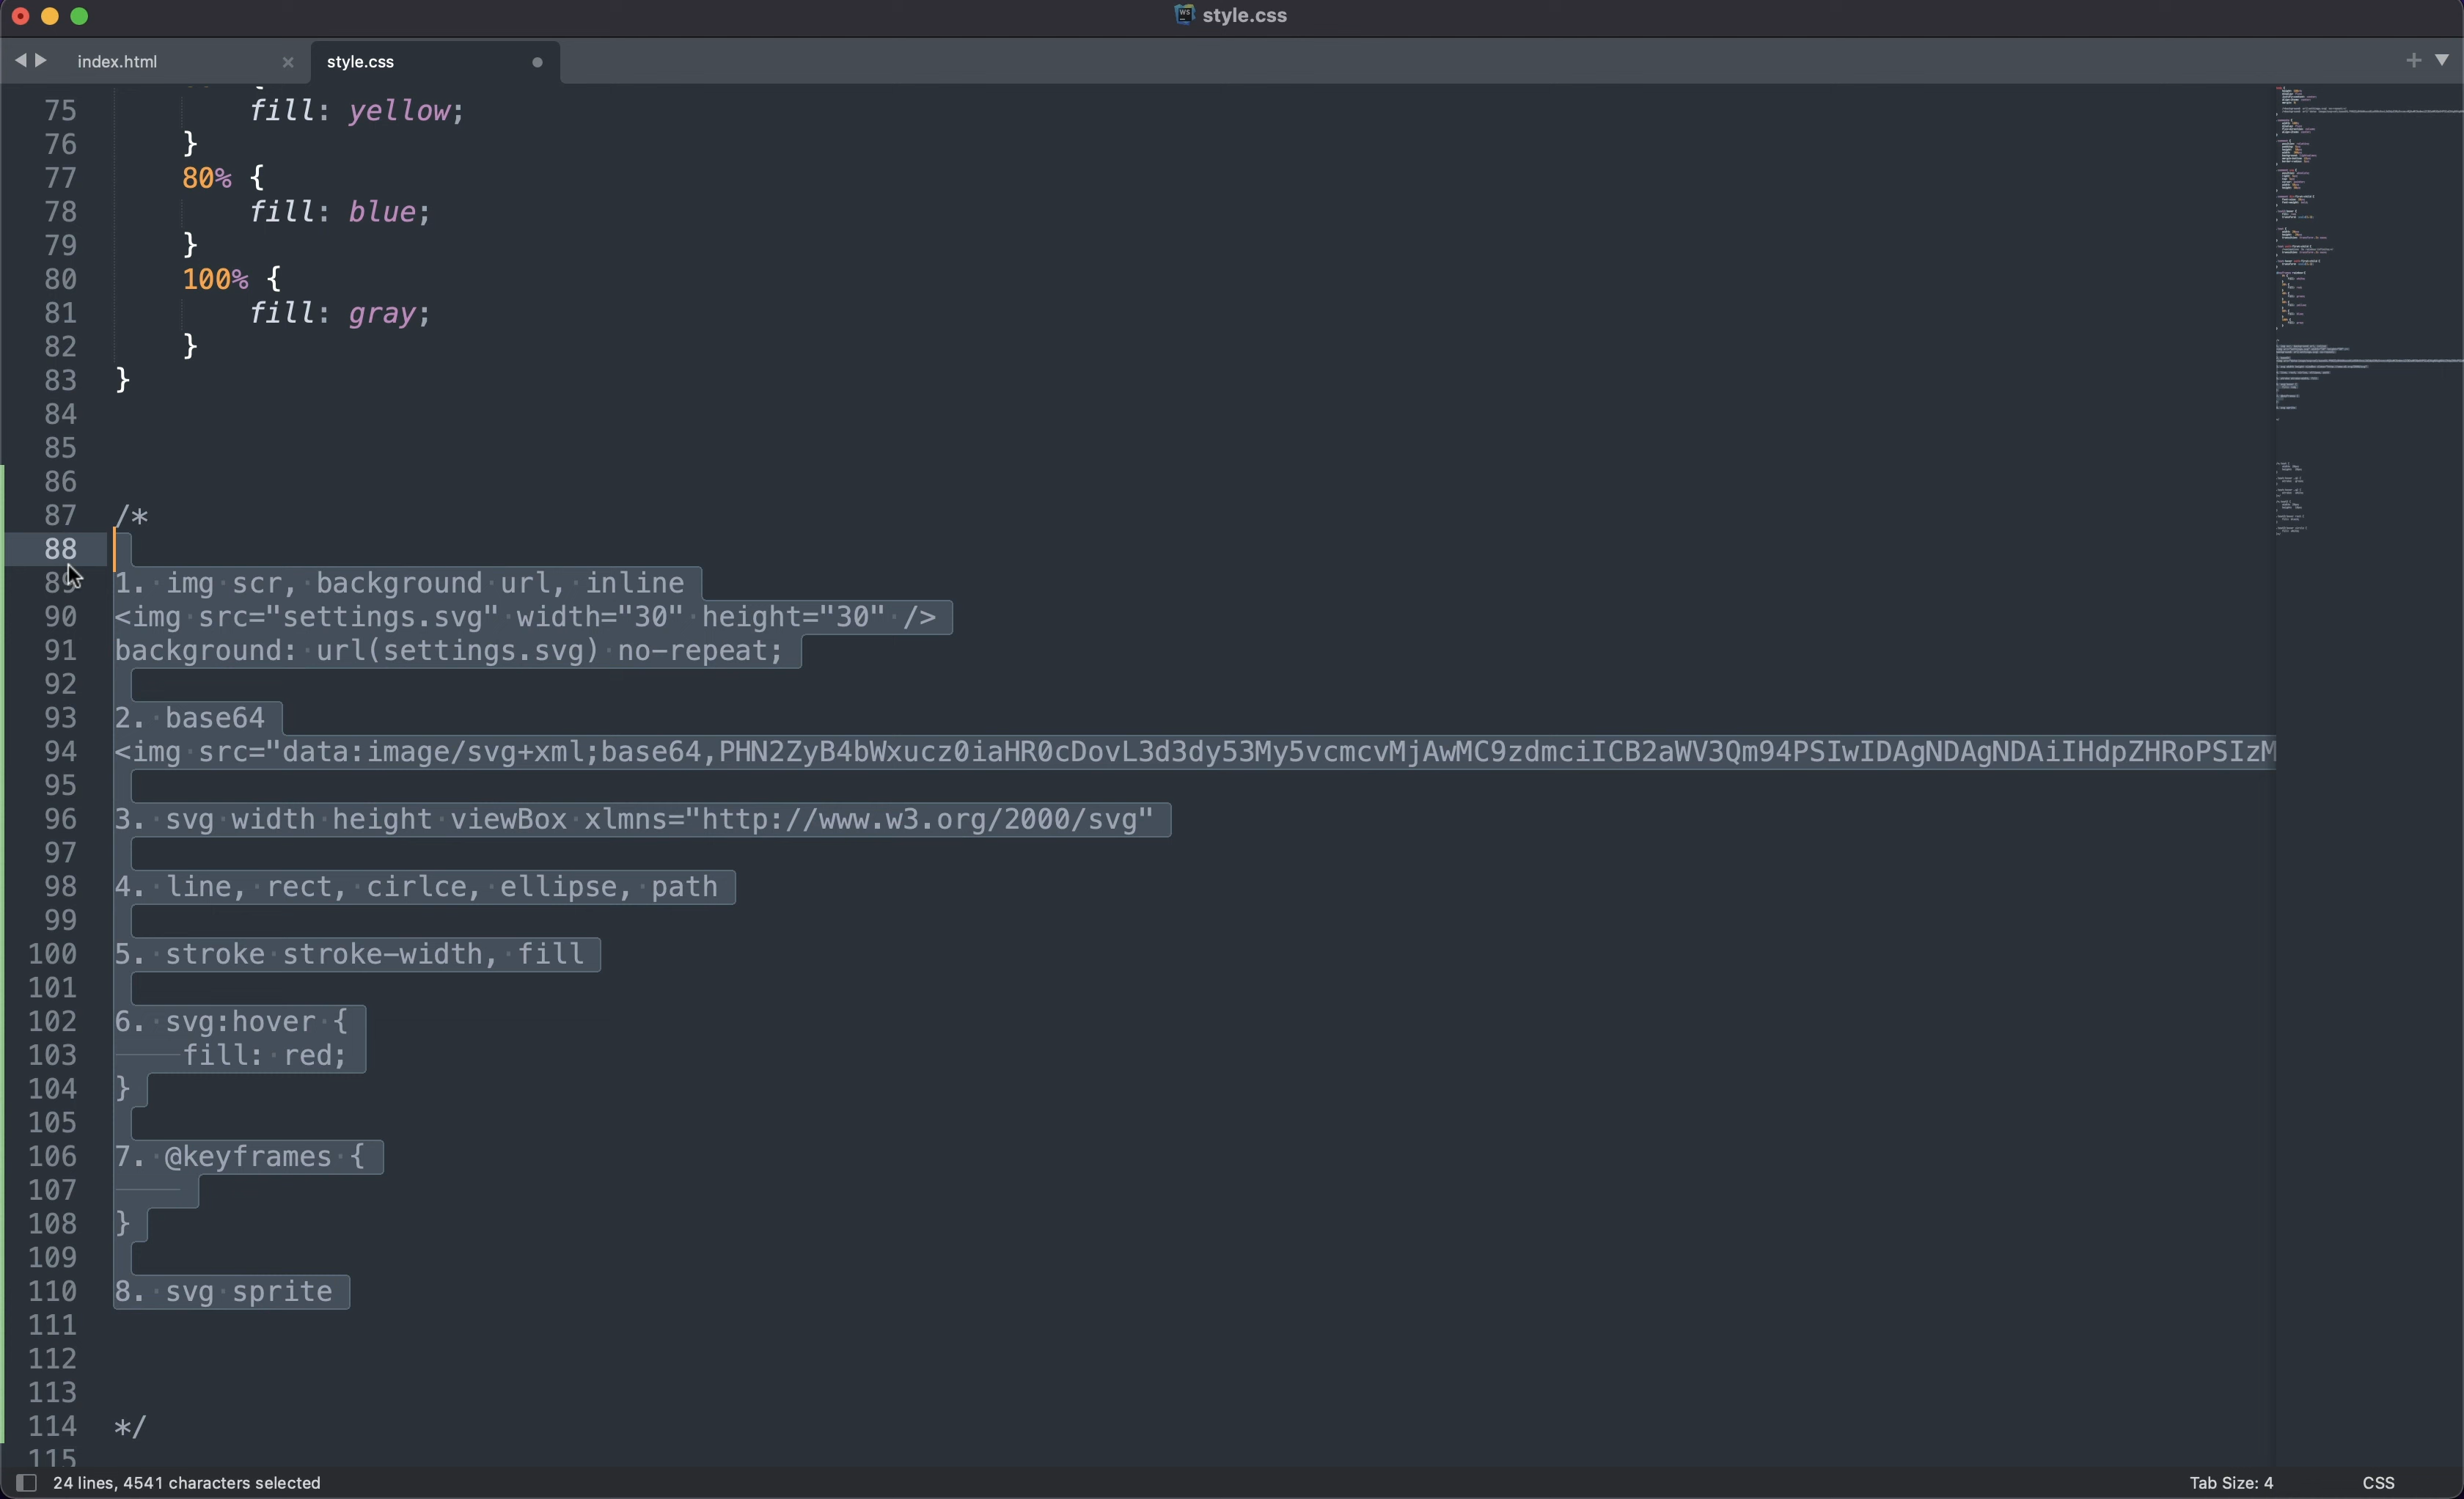 style.css
index.html
style.css
75 fill: yellow;
76 }
77 80% {
78 fill: blue;
79 }
80 100% {
81 fill: gray;
82 }
83 }
84
85
86
87 /*
88
89 1. img scr, background url, inline
90 <img src="settings.svg" width="30" height="30" />
91 background: url(settings.svg) no-repeat;
92
93 2. base64
94 <img src="data:image/svg+xml;base64,PHN2ZyB4bWxucz0iaHR0cDovL3d3dy53My5vcmcvMjAwMC9zdmciICB2aWV3Qm94PSIwIDAgNDAgNDAiIHdpZHRoPSIzM
95
96 3. svg width height viewBox xlmns="http://www.w3.org/2000/svg"
97
98 4. line, rect, cirlce, ellipse, path
99
100 5. stroke stroke-width, fill
101
102 6. svg:hover {
103 fill: red;
104 }
105
106 7. @keyframes {
107
108 }
109
110 8. svg sprite
111
112
113
114 */
115
24 lines, 4541 characters selected
Tab Size: 4
CSS